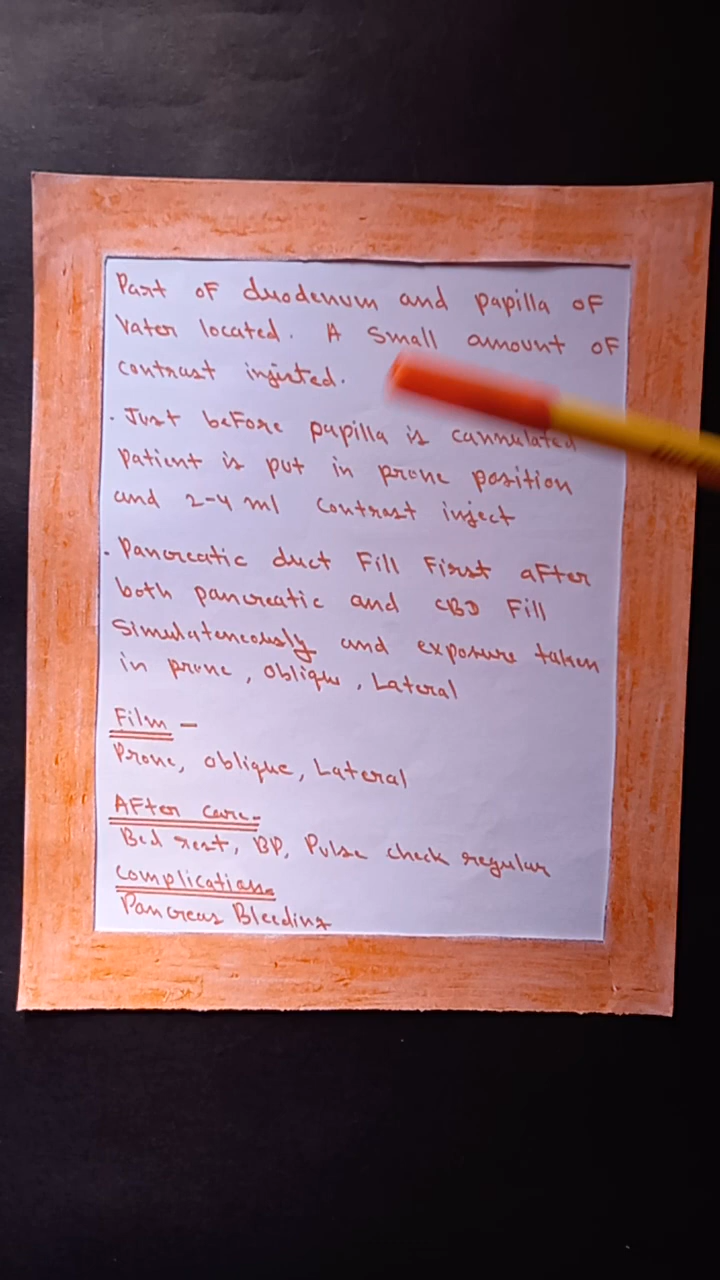 Part of duodenum and papilla of
Vater located. A small amount of
contrast injected.
. Just before papilla is cannulated
patient is put in prone position
and 2-4 ml contrast inject
. Pancreatic duct Fill First after
both pancreatic and CBD Fill
Simulateneously and exposure taken
in prone, oblique, Lateral
Film -
Prone, oblique, Lateral
After Care-
Bed rest, BP, Pulse check regular
Complication-
Pancreas Bleeding